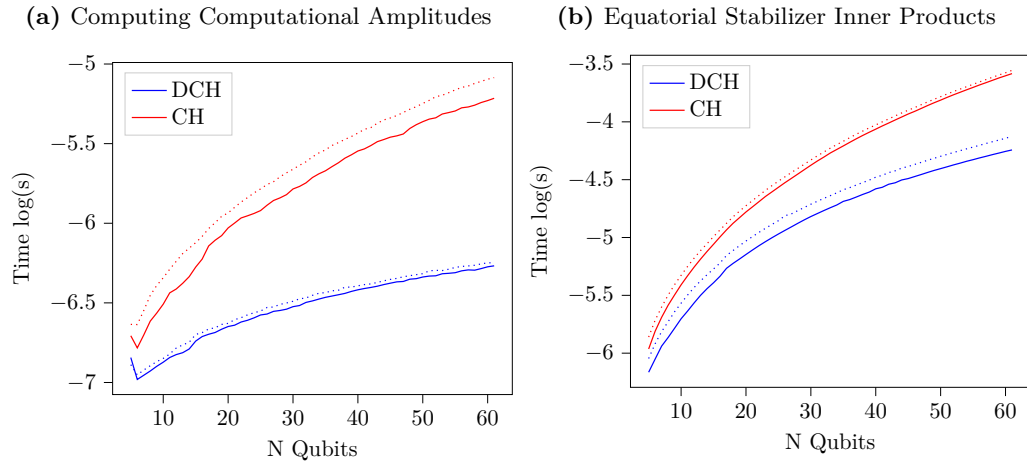 (a) Computing Computational Amplitudes
−5
−5.5
−6
−6.5
−7
Time log(s)
DCH
CH
10 20 30 40 50 60
N Qubits
(b) Equatorial Stabilizer Inner Products
−3.5
−4
−4.5
−5
−5.5
−6
Time log(s)
DCH
CH
10 20 30 40 50 60
N Qubits